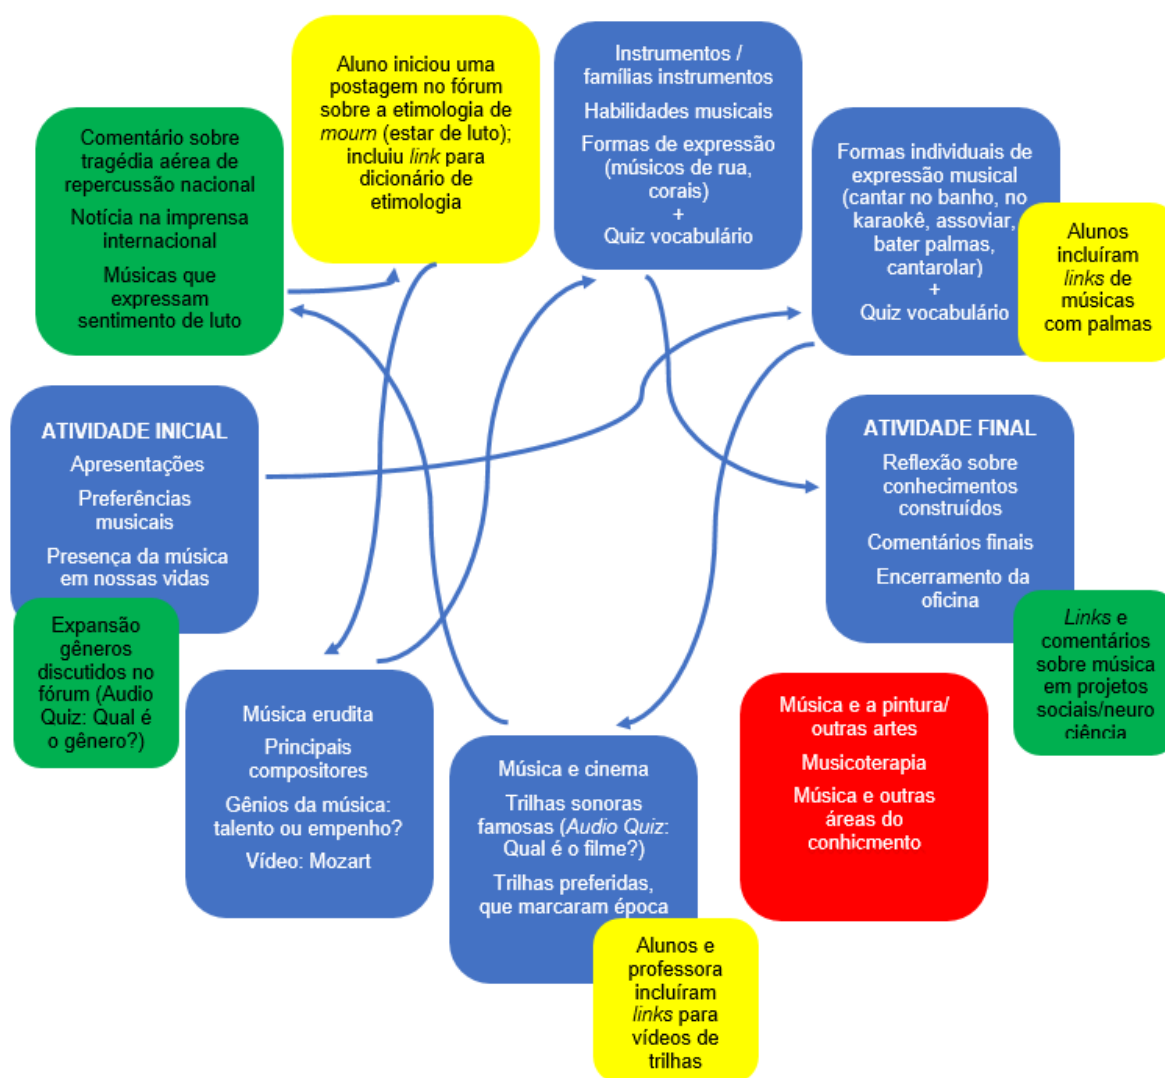 Comentário sobre
tragédia aérea de
repercussão nacional
Notícia na imprensa
internacional
Músicas que
expressam
sentimento de luto
Aluno iniciou uma
postagem no fórum
sobre a etimologia de
mourn (estar de luto);
incluiu link para
dicionário de
etimologia
Instrumentos /
famílias instrumentos
Habilidades musicais
Formas de expressão
(músicos de rua,
corais)
+
Quiz vocabulário
Formas individuais de
expressão musical
(cantar no banho, no
karaokê, assoviar,
bater palmas,
cantarolar)
+
Quiz vocabulário
Alunos
incluíram
links de
músicas
com palmas
ATIVIDADE INICIAL
Apresentações
Preferências
musicais
Presença da música
em nossas vidas
Expansão
gêneros
discutidos no
fórum (Audio
Quiz: Qual é
o gênero?)
ATIVIDADE FINAL
Reflexão sobre
conhecimentos
construídos
Comentários finais
Encerramento da
oficina
Links e
comentários
sobre música
em projetos
sociais/neuro
ciência
Música erudita
Principais
compositores
Gênios da música:
talento ou empenho?
Vídeo: Mozart
Música e cinema
Trilhas sonoras
famosas (Audio Quiz:
Qual é o filme?)
Trilhas preferidas,
que marcaram época
Alunos e
professora
incluíram
links para
vídeos de
trilhas
Música e a pintura/
outras artes
Musicoterapia
Música e outras
áreas do
conhicmento